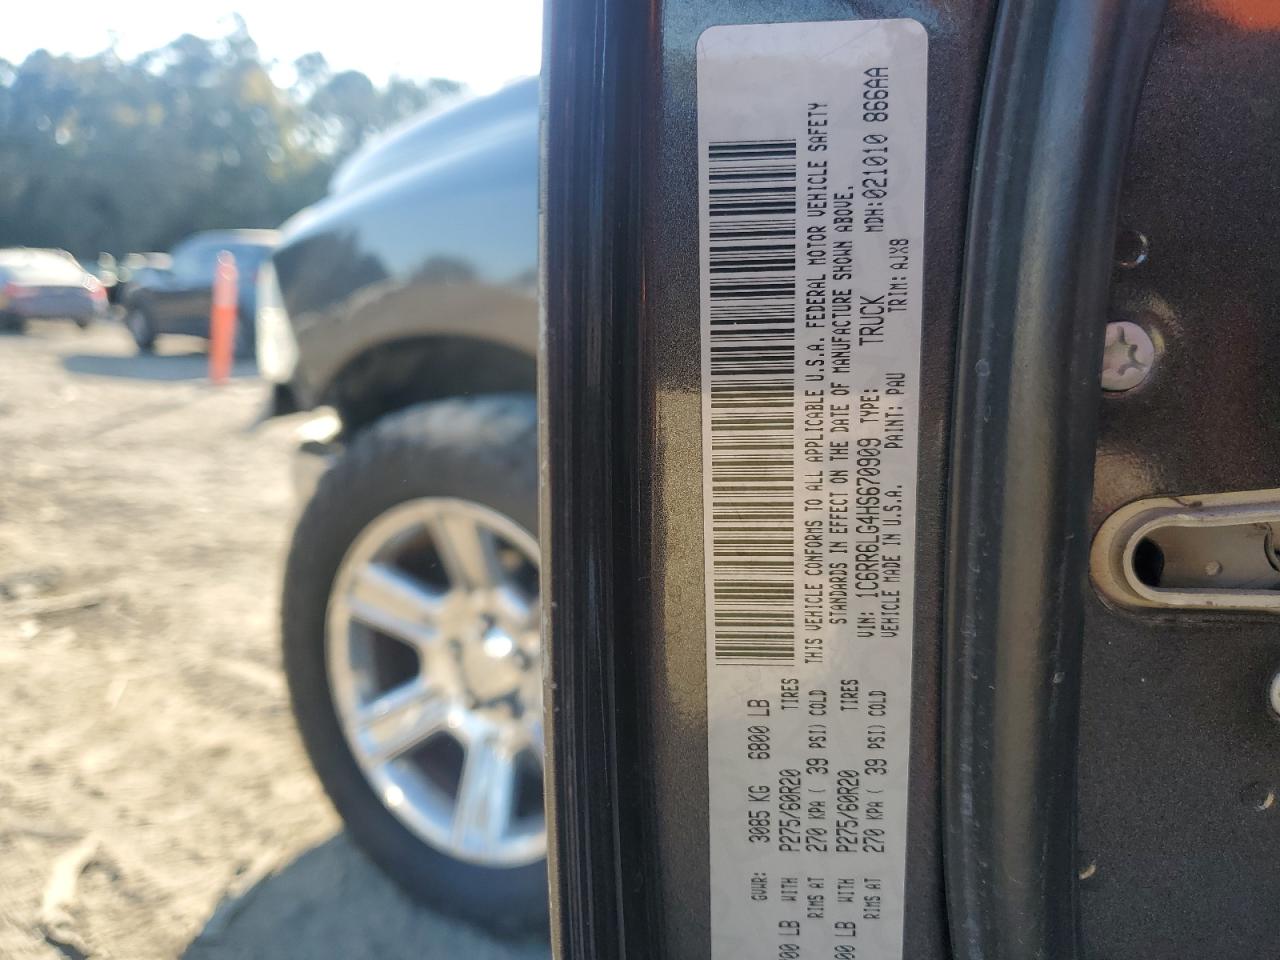 GVWR: 3085 KG 6800 LB
00 LB WITH P275/60R20 TIRES
RIMS AT 270 KPA ( 39 PSI) COLD
00 LB WITH P275/60R20 TIRES
RIMS AT 270 KPA ( 39 PSI) COLD
THIS VEHICLE CONFORMS TO ALL APPLICABLE U.S.A. FEDERAL MOTOR VEHICLE SAFETY
STANDARDS IN EFFECT ON THE DATE OF MANUFACTURE SHOWN ABOVE.
VIN: 1C6RR6LG4HS670909 TYPE: TRUCK MDH:021010 866AA
VEHICLE MADE IN U.S.A. PAINT: PAU TRIM: AJX8